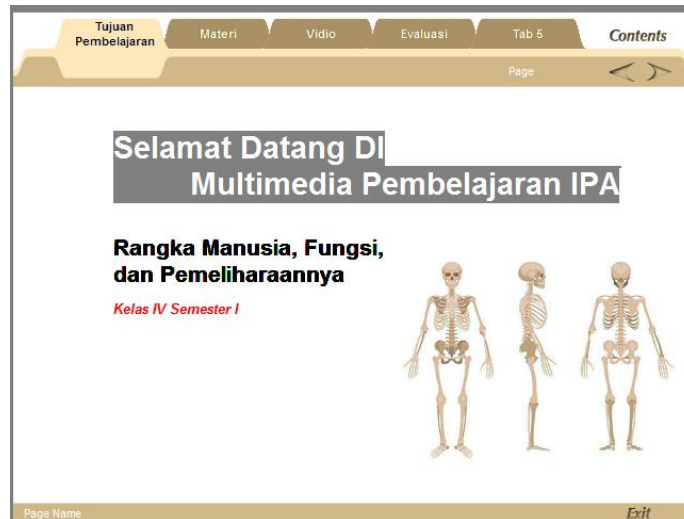 Tujuan
Pembelajaran
Materi
Vidio
Evaluasi
Tab 5
Contents
Page
Selamat Datang DI
Multimedia Pembelajaran IPA
Rangka Manusia, Fungsi,
dan Pemeliharaannya
Kelas IV Semester I
Page Name
Exit